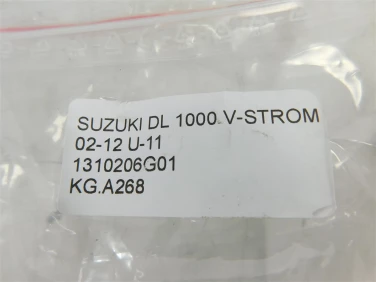 SUZUKI DL 1000 V-STROM
02-12 U-11
1310206G01
KG.A268